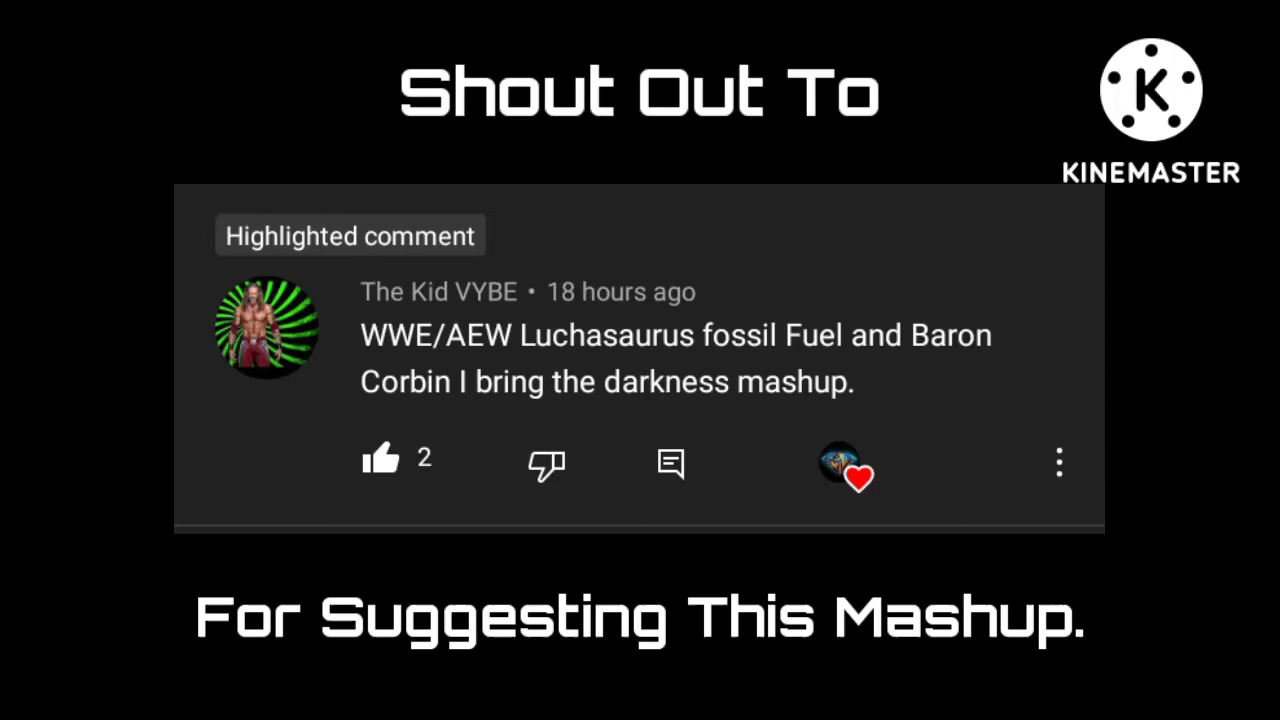 Shout Out To
K
KINEMASTER
Highlighted comment
The Kid VYBE • 18 hours ago
WWE/AEW Luchasaurus fossil Fuel and Baron
Corbin I bring the darkness mashup.
2
For Suggesting This Mashup.